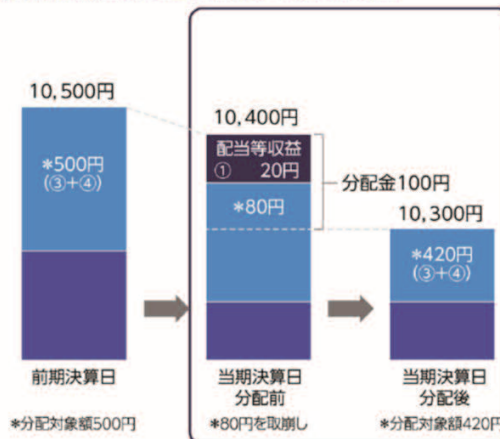 10,500円
*500円
(③+④)
前期決算日
*分配対象額500円
10,400円
配当等収益
① 20円
*80円
分配金100円
当期決算日
分配前
*80円を取崩し
10,300円
*420円
(③+④)
当期決算日
分配後
*分配対象額420円